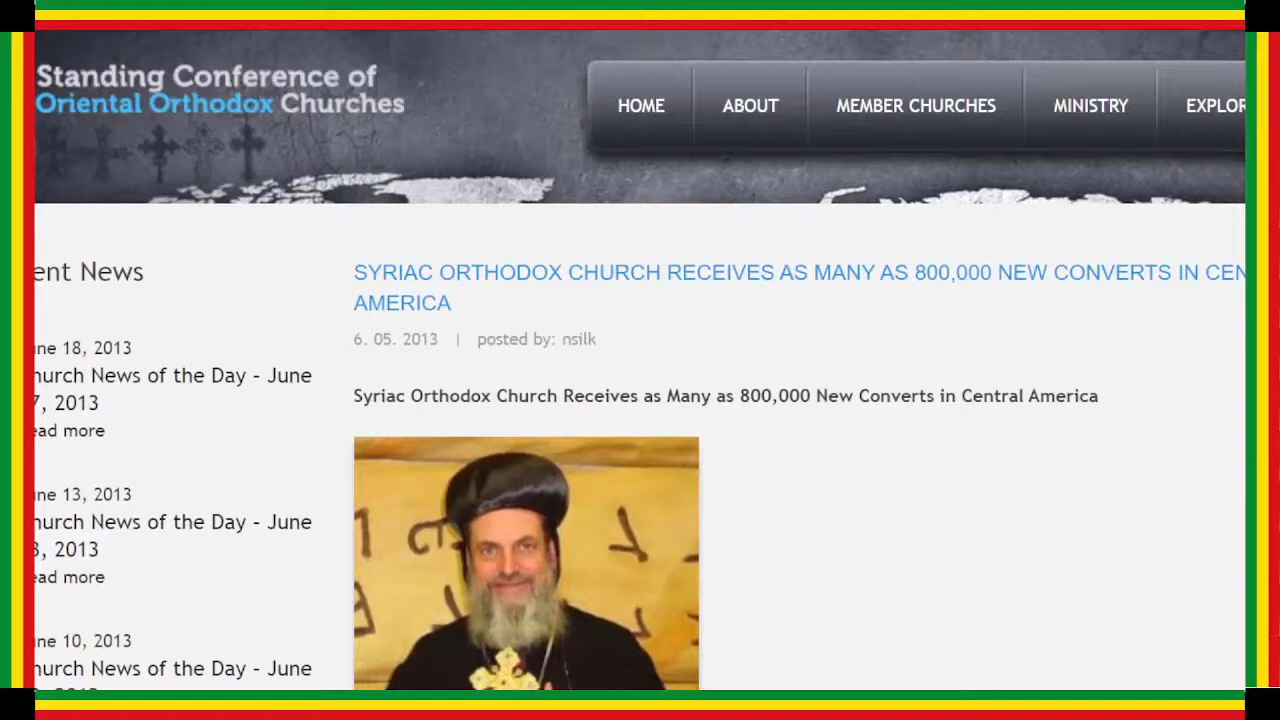 Standing Conference of
Oriental Orthodox Churches
HOME ABOUT MEMBER CHURCHES MINISTRY EXPLOR
ent News
une 18, 2013
hurch News of the Day – June
7, 2013
ead more
une 13, 2013
hurch News of the Day – June
3, 2013
ead more
une 10, 2013
hurch News of the Day – June
SYRIAC ORTHODOX CHURCH RECEIVES AS MANY AS 800,000 NEW CONVERTS IN CEN
AMERICA
6. 05. 2013 | posted by: nsilk
Syriac Orthodox Church Receives as Many as 800,000 New Converts in Central America